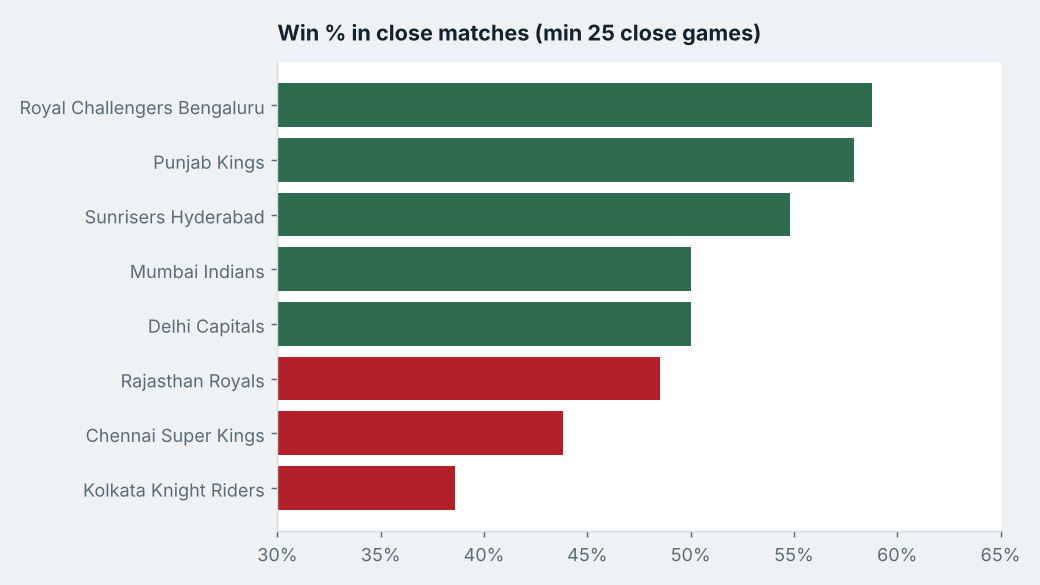 Win % in close matches (min 25 close games)
Royal Challengers Bengaluru
Punjab Kings
Sunrisers Hyderabad
Mumbai Indians
Delhi Capitals
Rajasthan Royals
Chennai Super Kings
Kolkata Knight Riders
30% 35% 40% 45% 50% 55% 60% 65%